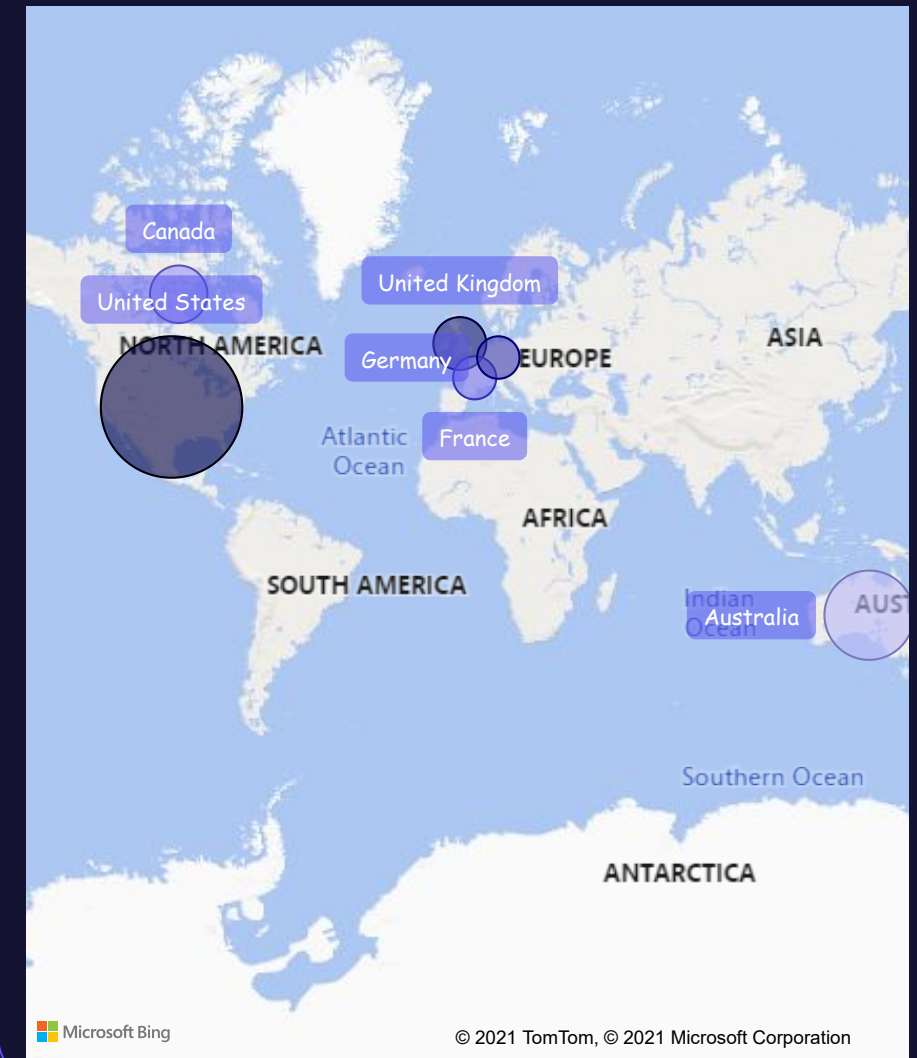 Canada
United Kingdom
United States
NORTH AMERICA
ASIA
Germany
EUROPE
Atlantic
Ocean
France
AFRICA
SOUTH AMERICA
Indian
Ocean
Australia
AUST
Southern Ocean
ANTARCTICA
Microsoft Bing
© 2021 TomTom, © 2021 Microsoft Corporation